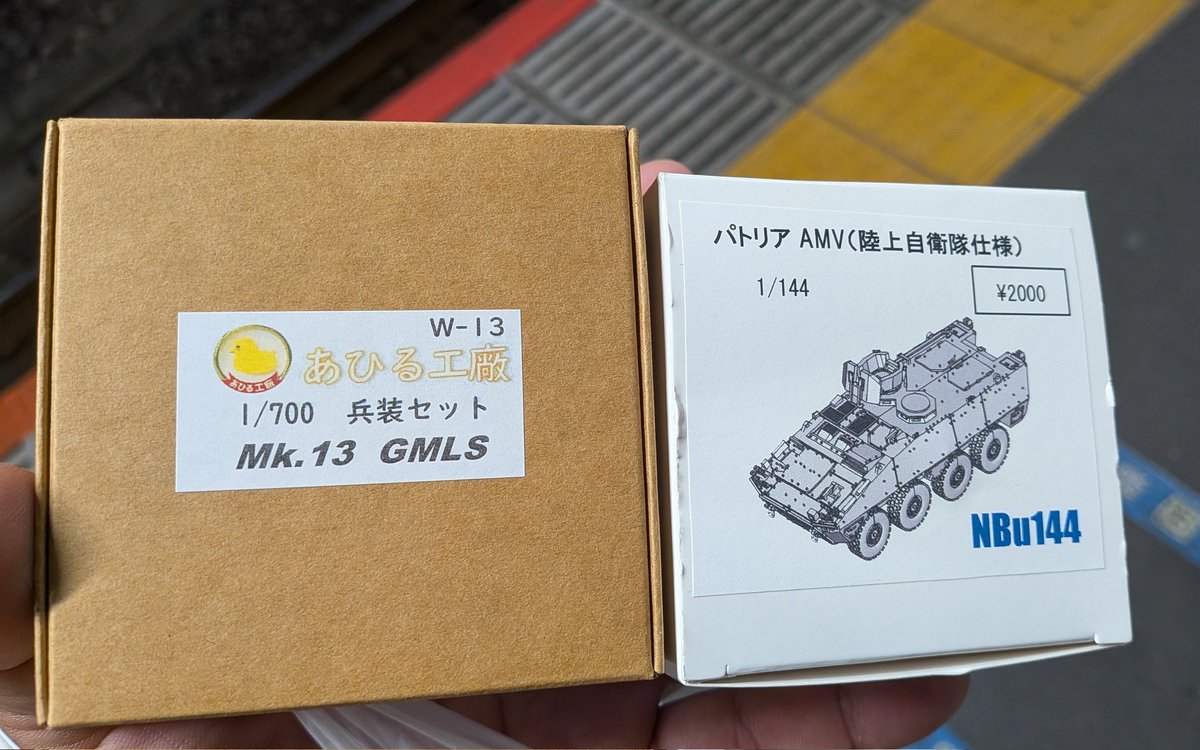 W-13
あひる工廠
あひる工廠
1/700 兵装セット
Mk.13 GMLS
パトリア AMV(陸上自衛隊仕様)
1/144
¥2000
NBu144